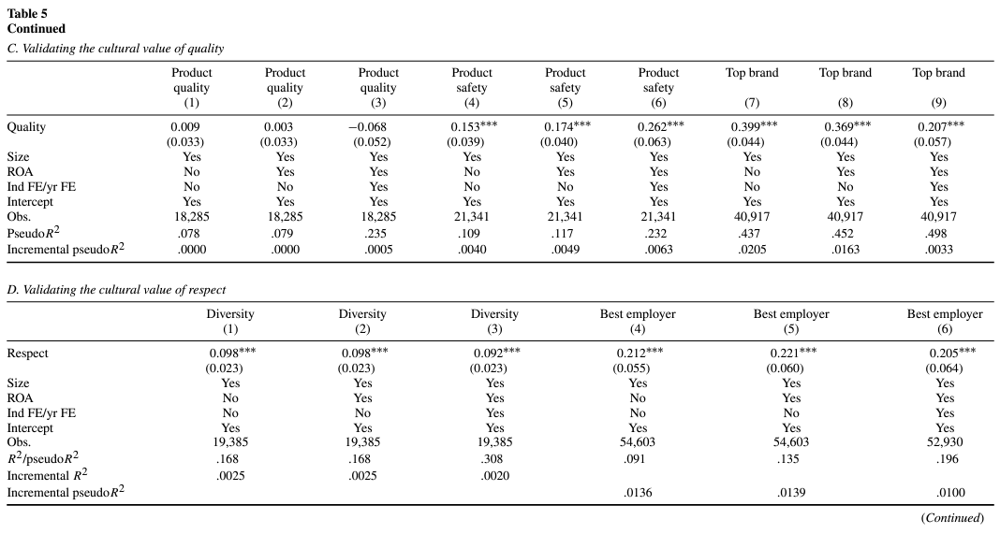 Table 5
Continued
C. Validating the cultural value of quality
Product Product Product Product Product Product Top brand Top brand Top brand
quality quality quality safety safety safety
(1) (2) (3) (4) (5) (6) (7) (8) (9)
Quality 0.009 0.003 −0.068 0.153*** 0.174*** 0.262*** 0.399*** 0.369*** 0.207***
(0.033) (0.033) (0.052) (0.039) (0.040) (0.063) (0.044) (0.044) (0.057)
Size Yes Yes Yes Yes Yes Yes Yes Yes Yes
ROA No Yes Yes No Yes Yes No Yes Yes
Ind FE/yr FE No No Yes No No Yes No No Yes
Intercept Yes Yes Yes Yes Yes Yes Yes Yes Yes
Obs. 18,285 18,285 18,285 21,341 21,341 21,341 40,917 40,917 40,917
PseudoR2 .078 .079 .235 .109 .117 .232 .437 .452 .498
Incremental pseudoR2 .0000 .0000 .0005 .0040 .0049 .0063 .0205 .0163 .0033
D. Validating the cultural value of respect
Diversity Diversity Diversity Best employer Best employer Best employer
(1) (2) (3) (4) (5) (6)
Respect 0.098*** 0.098*** 0.092*** 0.212*** 0.221*** 0.205***
(0.023) (0.023) (0.023) (0.055) (0.060) (0.064)
Size Yes Yes Yes Yes Yes Yes
ROA No Yes Yes No Yes Yes
Ind FE/yr FE No No Yes No No Yes
Intercept Yes Yes Yes Yes Yes Yes
Obs. 19,385 19,385 19,385 54,603 54,603 52,930
R2/pseudoR2 .168 .168 .308 .091 .135 .196
Incremental R2 .0025 .0025 .0020
Incremental pseudoR2 .0136 .0139 .0100
(Continued)